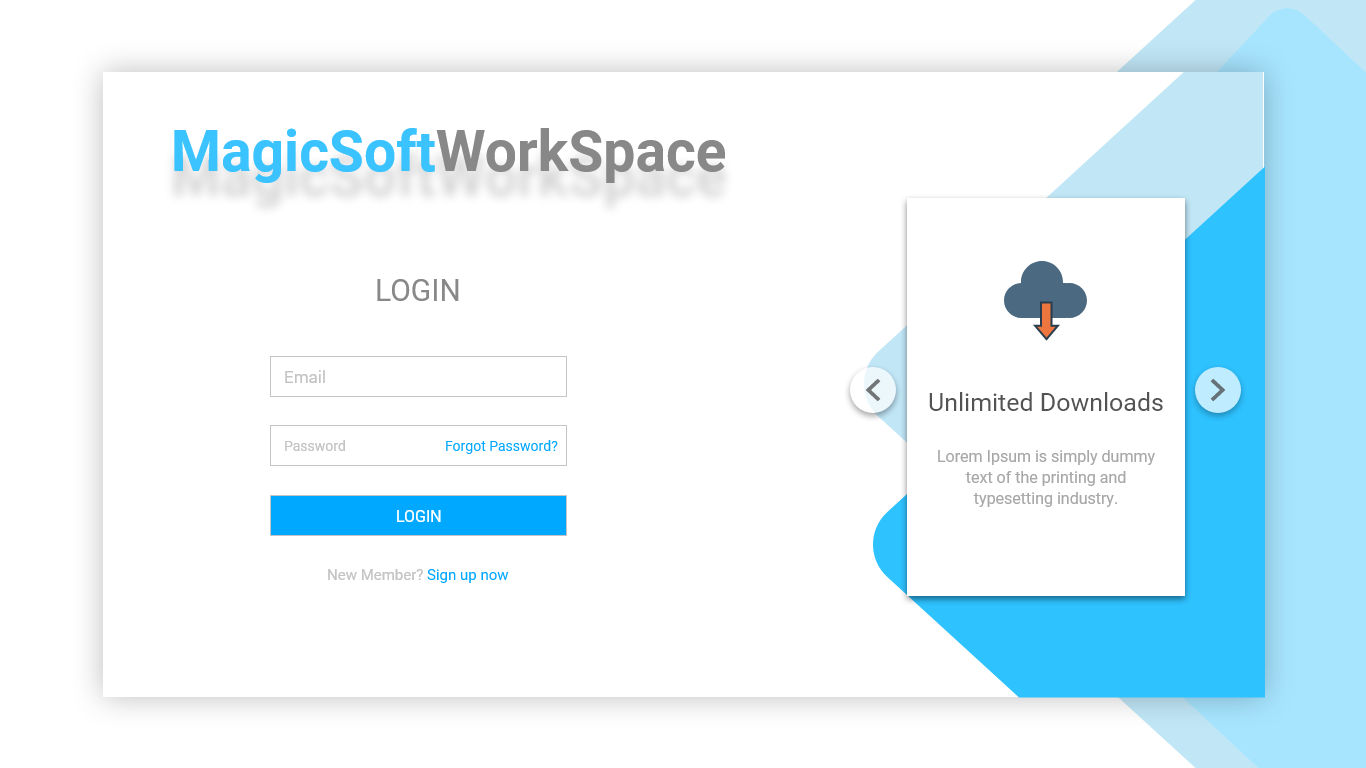 MagicSoftWorkSpace
LOGIN
Email
Password Forgot Password?
LOGIN
New Member? Sign up now
Unlimited Downloads
Lorem Ipsum is simply dummy
text of the printing and
typesetting industry.